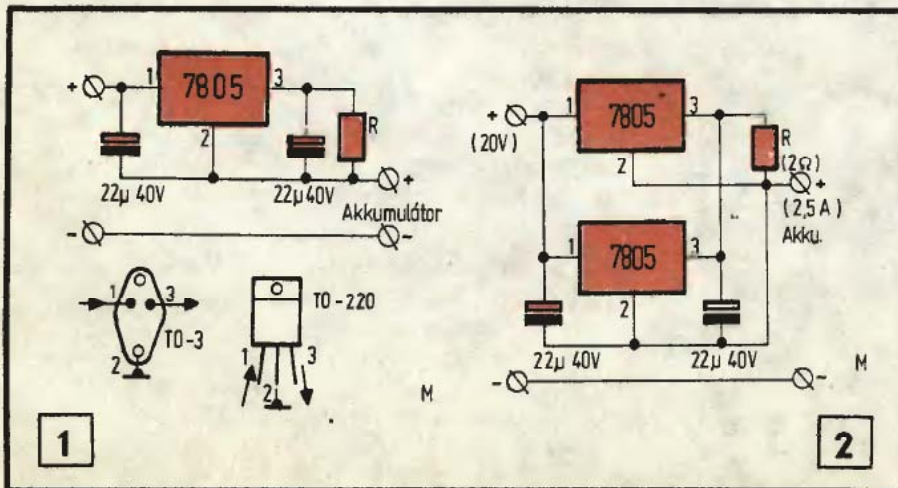 7805
1
3
2
+
R
22μ 40V
22μ 40V
+
Akkumulátor
-
-
1
3
TO-3
2
TO-220
1
2
3
M
1
+
(20V)
1
7805
3
2
R
(2Ω)
+
(2,5 A)
Akku.
1
7805
3
2
22μ 40V
22μ 40V
-
-
M
2